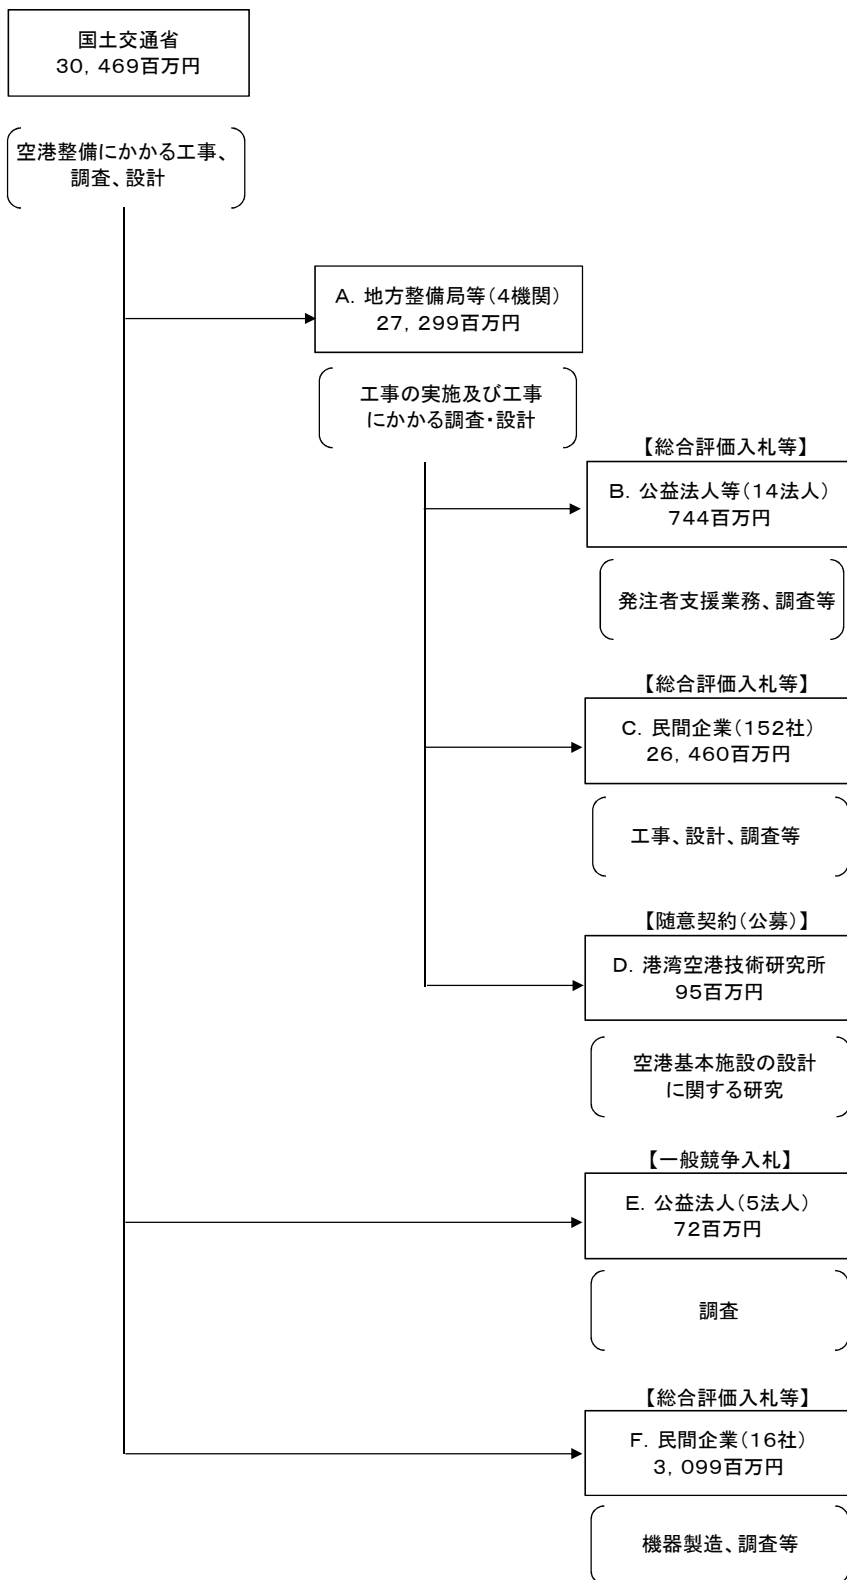 国土交通省
30,469百万円
空港整備にかかる工事、
調査、設計
A.地方整備局等(4機関)
27,299百万円
工事の実施及び工事
にかかる調査・設計
【総合評価入札等】
B.公益法人等(14法人)
744百万円
発注者支援業務、調査等
【総合評価入札等】
C.民間企業(152社)
26,460百万円
工事、設計、調査等
【随意契約(公募)】
D.港湾空港技術研究所
95百万円
空港基本施設の設計
に関する研究
【一般競争入札】
E.公益法人(5法人)
72百万円
調査
【総合評価入札等】
F.民間企業(16社)
3,099百万円
機器製造、調査等